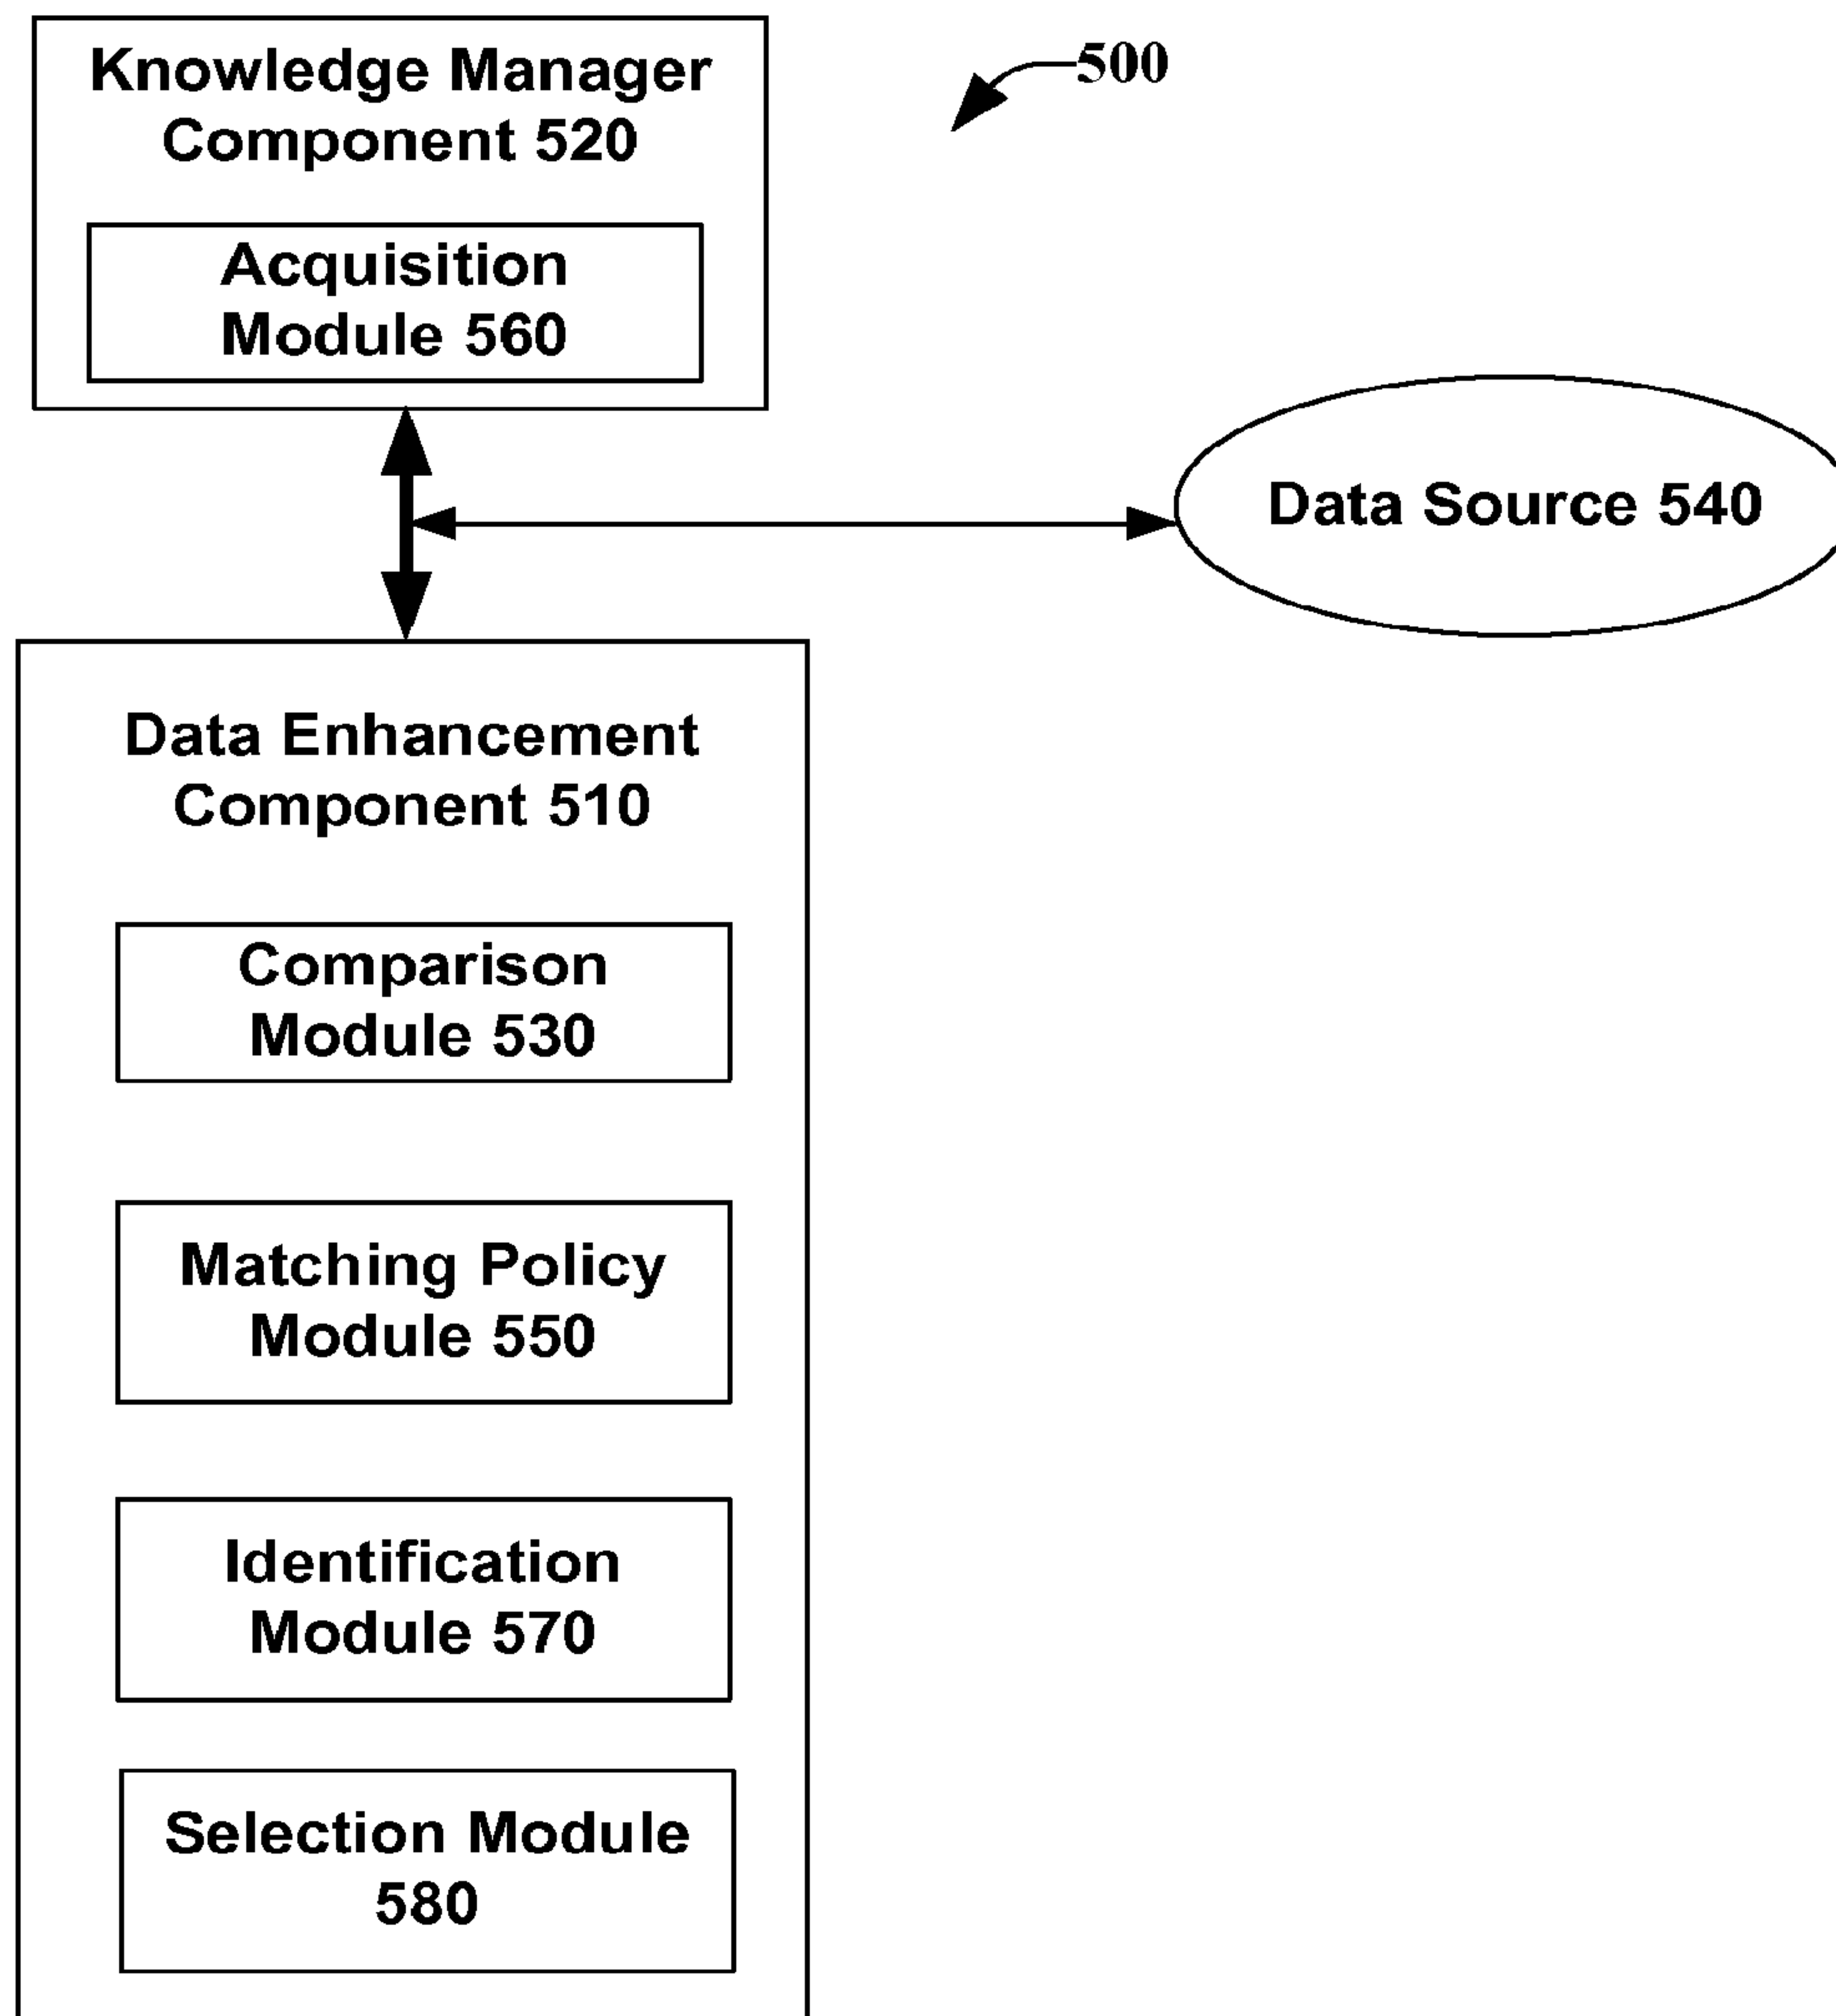 Knowledge Manager
Component 520
500
Acquisition
Module 560
Data Source 540
Data Enhancement
Component 510
Comparison
Module 530
Matching Policy
Module 550
Identification
Module 570
Selection Module
580